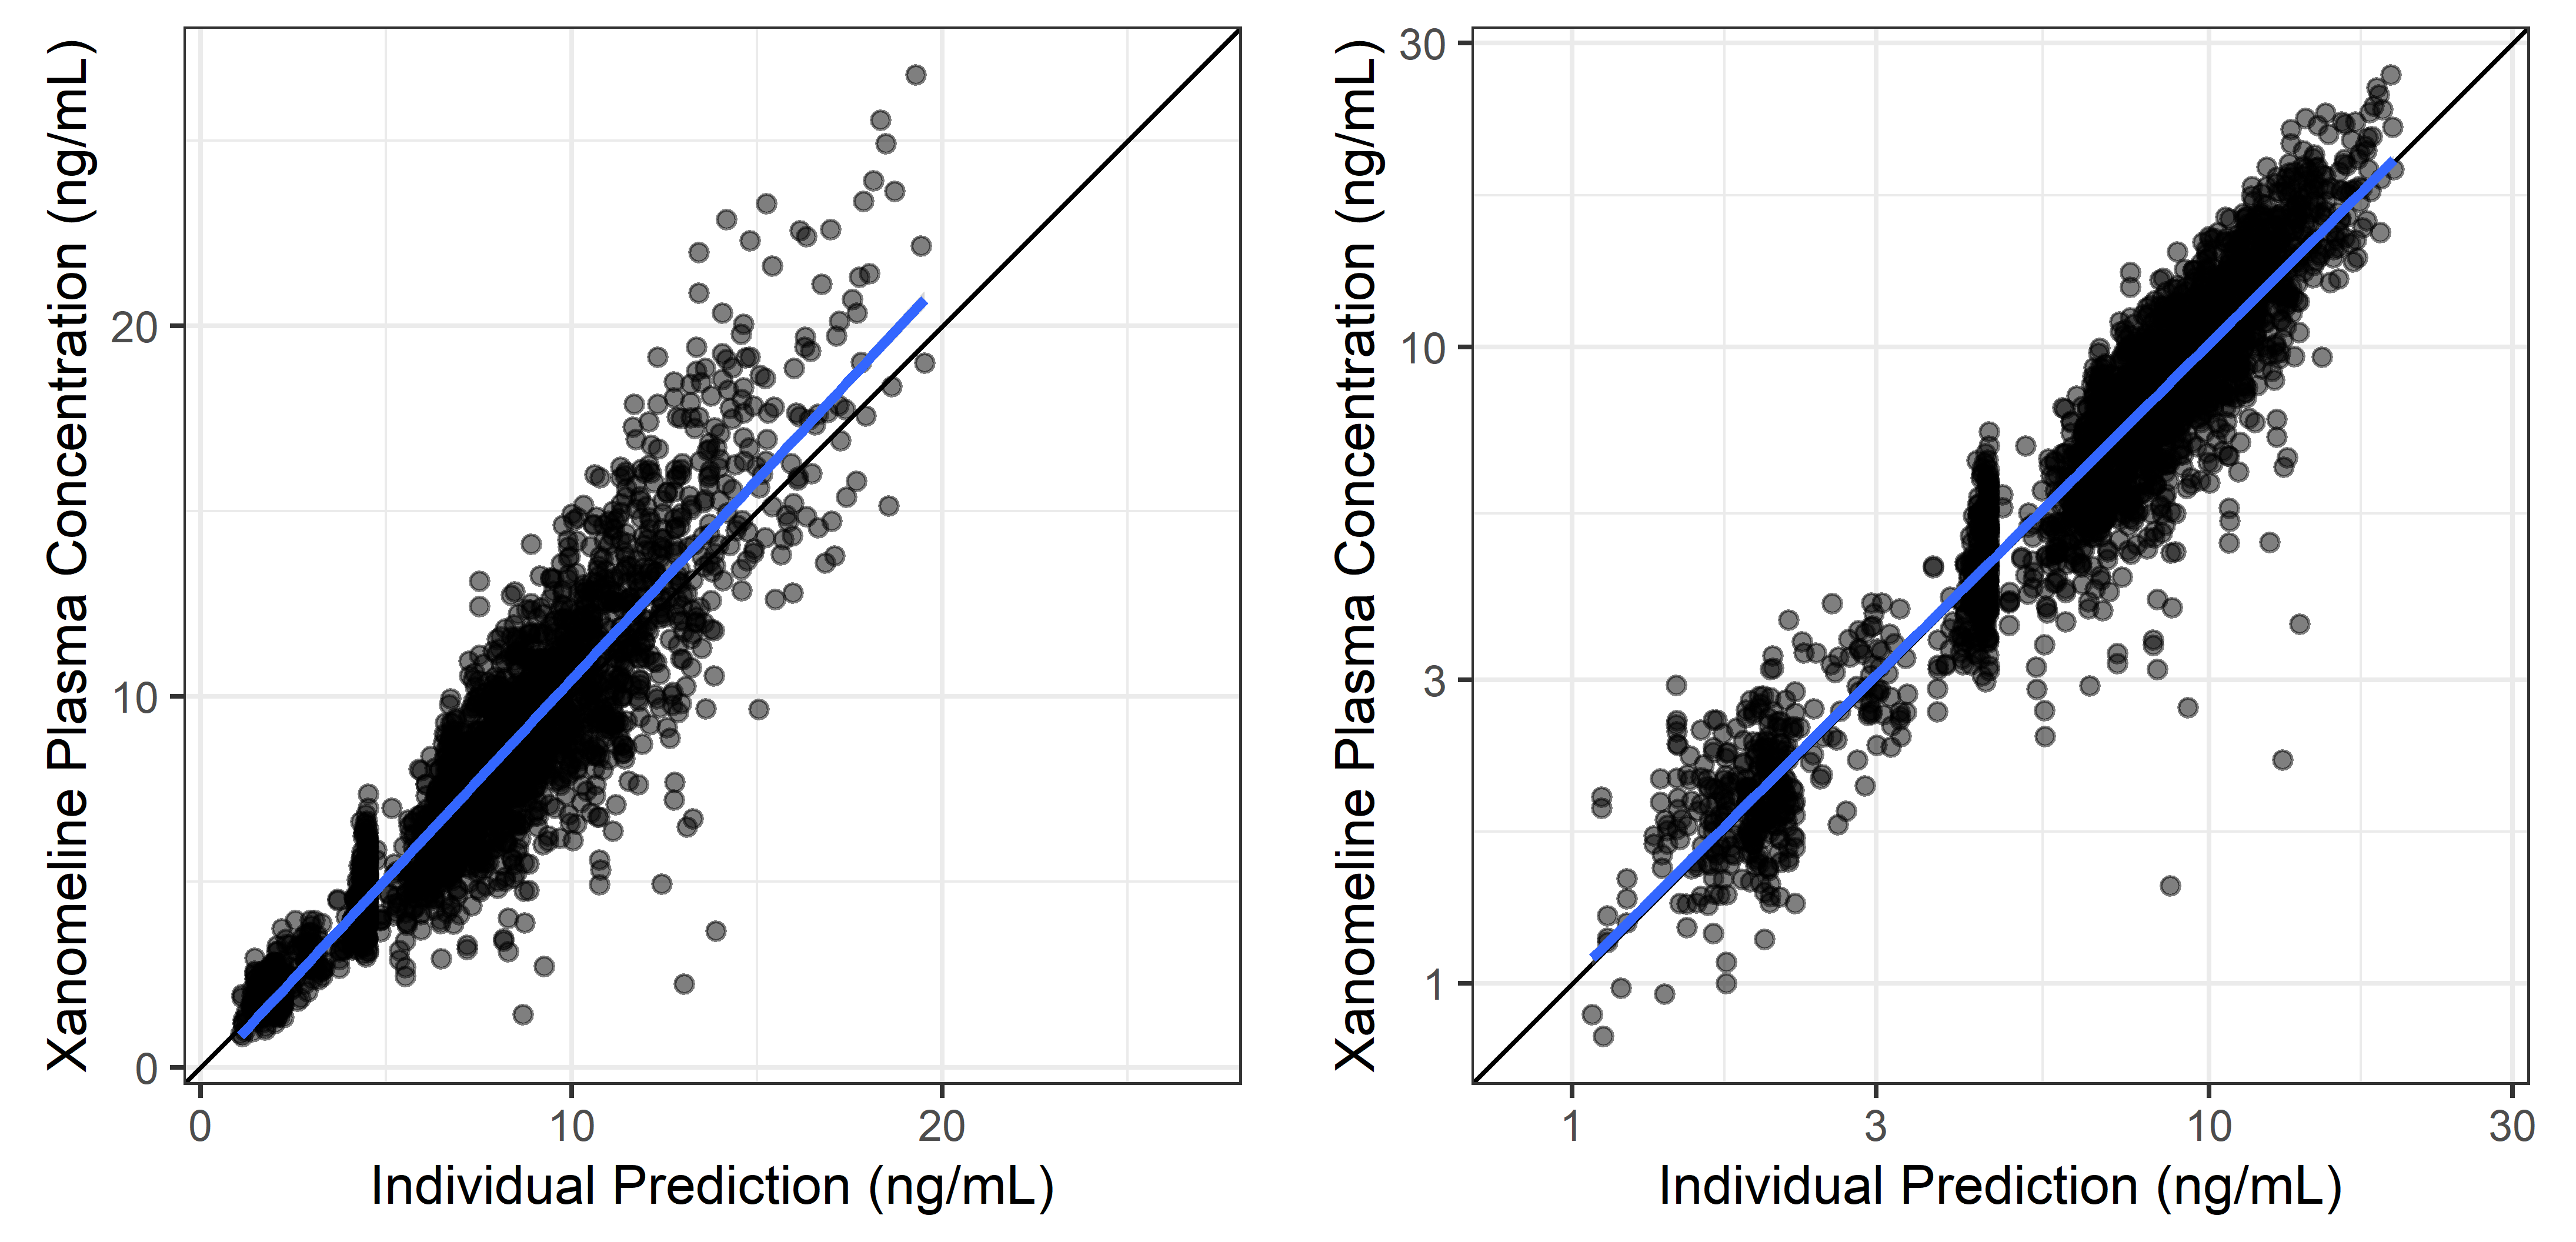 Xanomeline Plasma Concentration (ng/mL)
20
10
0
0 10 20
Individual Prediction (ng/mL)
Xanomeline Plasma Concentration (ng/mL)
30
10
3
1
1 3 10 30
Individual Prediction (ng/mL)